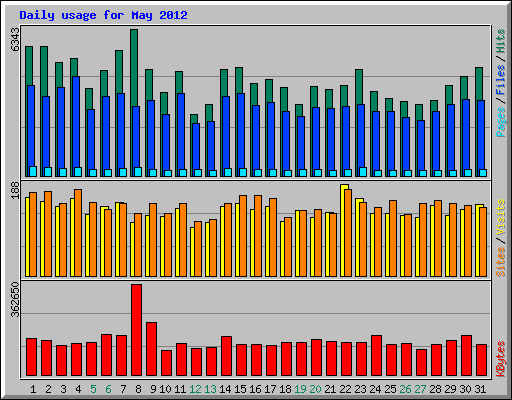 Daily usage for May 2012
6343
Pages / Files / Hits
188
Sites / Visits
362650
KBytes
1 2 3 4 5 6 7 8 9 10 11 12 13 14 15 16 17 18 19 20 21 22 23 24 25 26 27 28 29 30 31